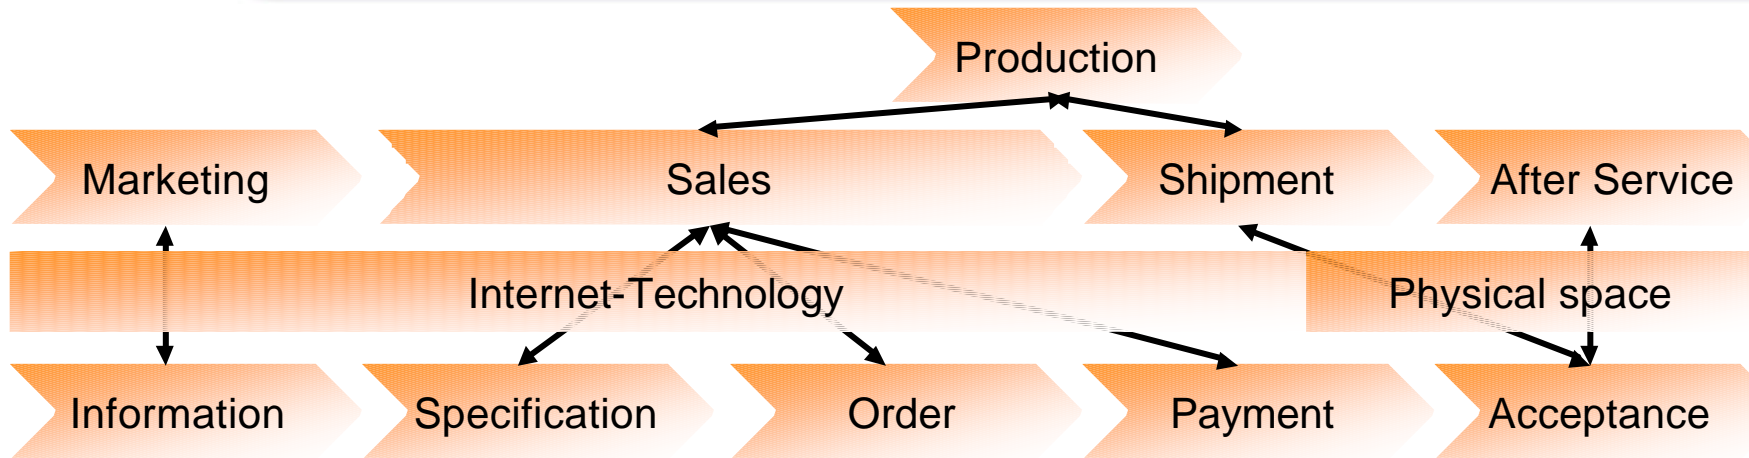 Production
Marketing
Sales
Shipment
After Service
Internet-Technology
Physical space
Information
Specification
Order
Payment
Acceptance